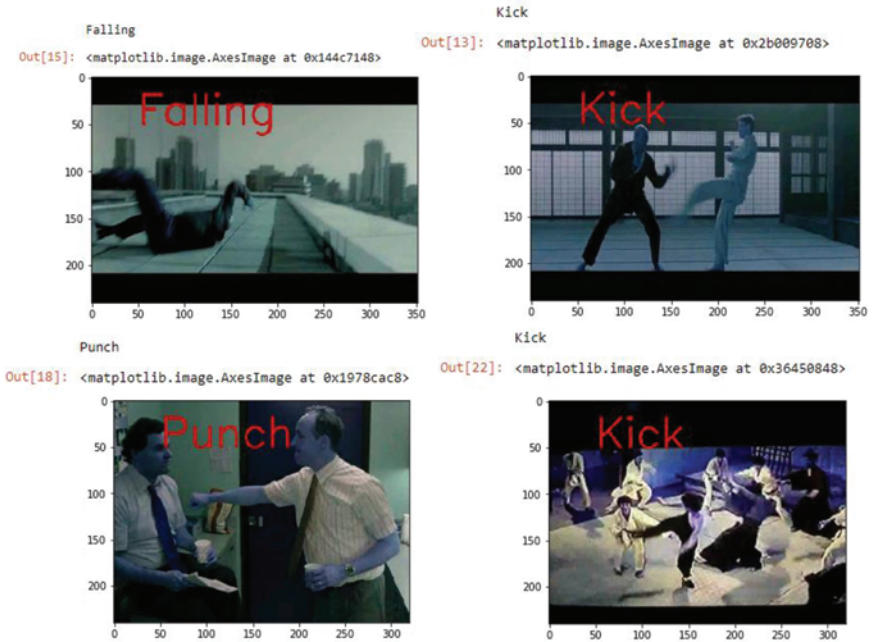 Falling
Out[15]: <matplotlib.image.AxesImage at 0x144c7148>
Falling
0
50
100
150
200
0 50 100 150 200 250 300 350
Kick
Out[13]: <matplotlib.image.AxesImage at 0x2b009708>
Kick
0
50
100
150
200
0 50 100 150 200 250 300 350
Punch
Out[18]: <matplotlib.image.AxesImage at 0x1978cac8>
Punch
0
50
100
150
200
0 50 100 150 200 250 300
Kick
Out[22]: <matplotlib.image.AxesImage at 0x36450848>
Kick
0
50
100
150
200
0 50 100 150 200 250 300